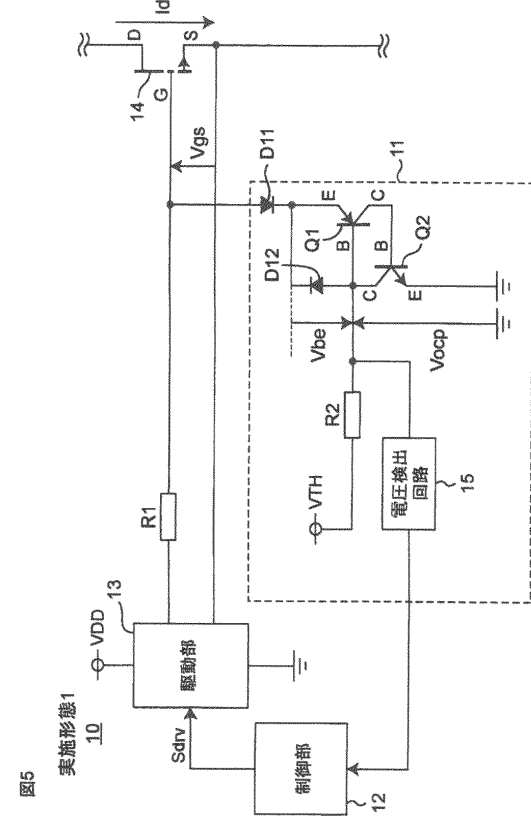 図5
実施形態1
10
VDD
13
駆動部
Sdrv
制御部
12
R1
14
D
G
S
Id
Vgs
D11
11
D12
Q1
E
B
C
B
Q2
C
E
Vbe
Vocp
R2
VTH
電圧検出
回路
15